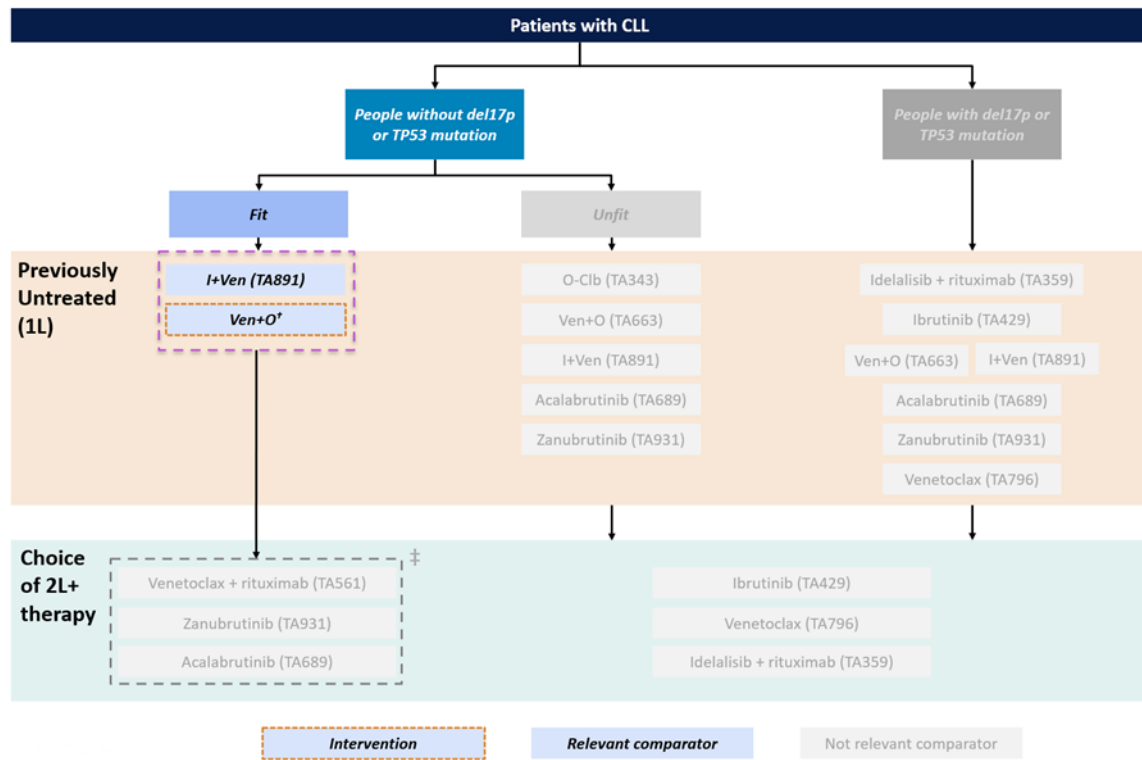 Patients with CLL
People without del17p
or TP53 mutation
People with del17p or
TP53 mutation
Fit
Unfit
Previously
Untreated
(1L)
I+Ven (TA891)
Ven+O†
O-Clb (TA343)
Ven+O (TA663)
I+Ven (TA891)
Acalabrutinib (TA689)
Zanubrutinib (TA931)
Idelalisib + rituximab (TA359)
Ibrutinib (TA429)
Ven+O (TA663)
I+Ven (TA891)
Acalabrutinib (TA689)
Zanubrutinib (TA931)
Venetoclax (TA796)
Choice
of 2L+
therapy
‡
Venetoclax + rituximab (TA561)
Zanubrutinib (TA931)
Acalabrutinib (TA689)
Ibrutinib (TA429)
Venetoclax (TA796)
Idelalisib + rituximab (TA359)
Intervention
Relevant comparator
Not relevant comparator